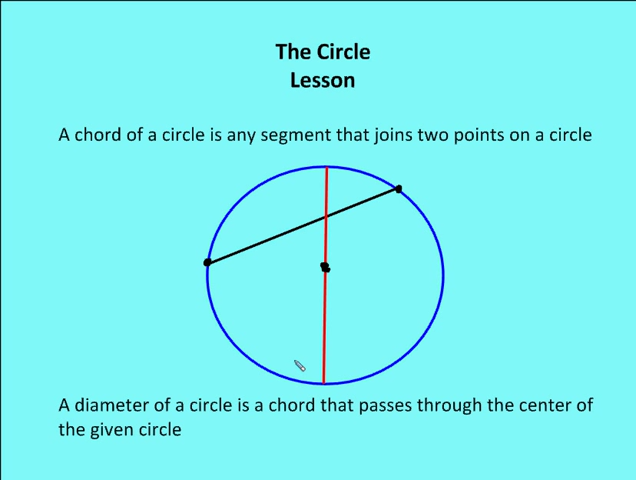 The Circle
Lesson
A chord of a circle is any segment that joins two points on a circle
A diameter of a circle is a chord that passes through the center of
the given circle